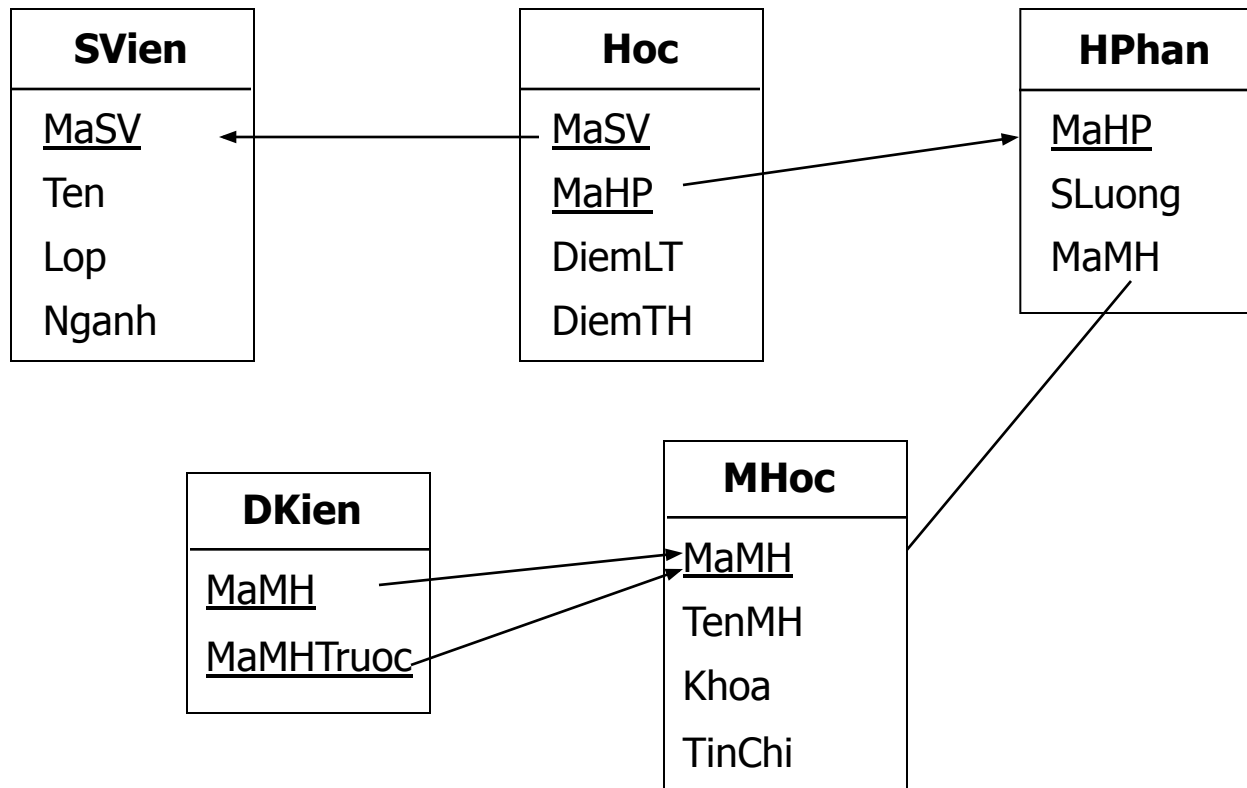 SVien
MaSV
Ten
Lop
Nganh
Hoc
MaSV
MaHP
DiemLT
DiemTH
HPhan
MaHP
SLuong
MaMH
DKien
MaMH
MaMHTruoc
MHoc
MaMH
TenMH
Khoa
TinChi